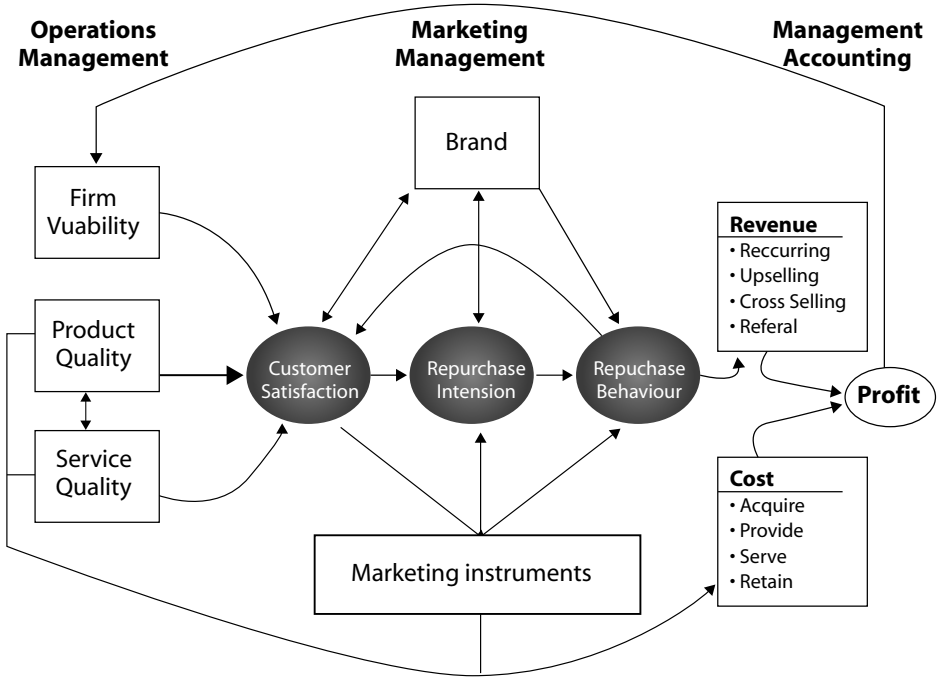 Operations
Management
Marketing
Management
Management
Accounting
Brand
Firm
Vuability
Revenue
• Reccurring
• Upselling
• Cross Selling
• Referal
Product
Quality
Customer
Satisfaction
Repurchase
Intension
Repuchase
Behaviour
Profit
Service
Quality
Cost
• Acquire
• Provide
• Serve
• Retain
Marketing instruments